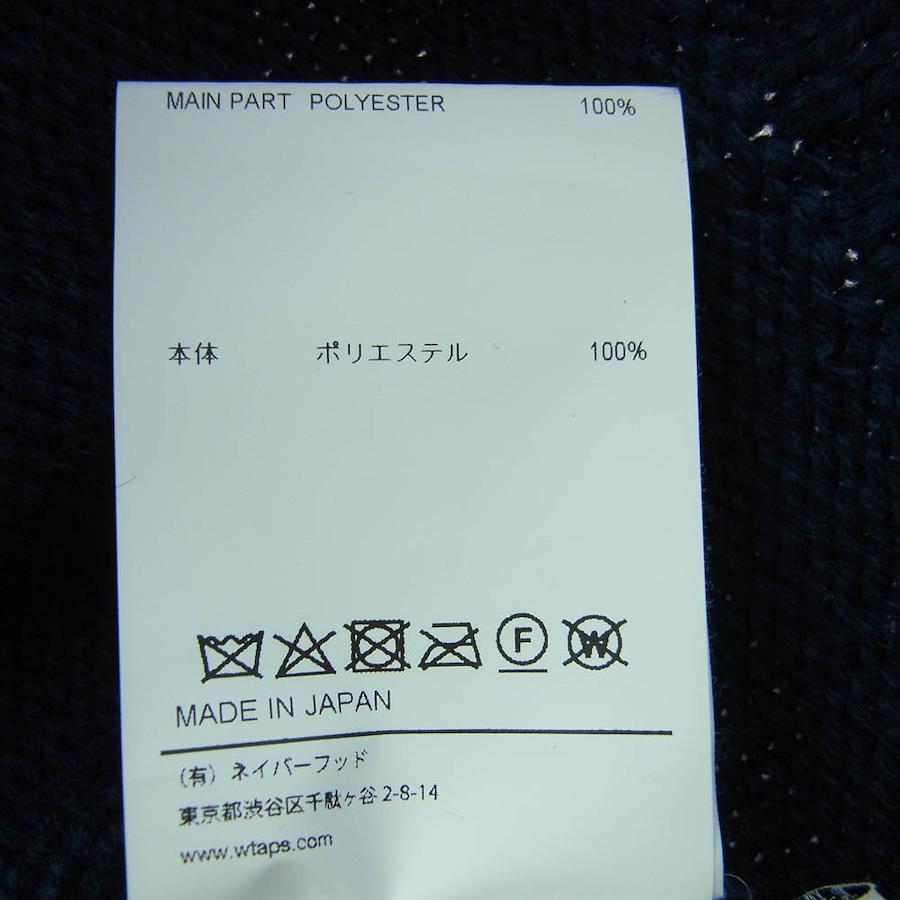 MAIN PART POLYESTER 100%
本体 ポリエステル 100%
F W
MADE IN JAPAN
(有) ネイバーフッド
東京都渋谷区千駄ヶ谷 2-8-14
www.wtaps.com